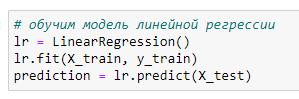 # обучим модель линейной регрессии
lr = LinearRegression()
lr.fit(X_train, y_train)
prediction = lr.predict(X_test)